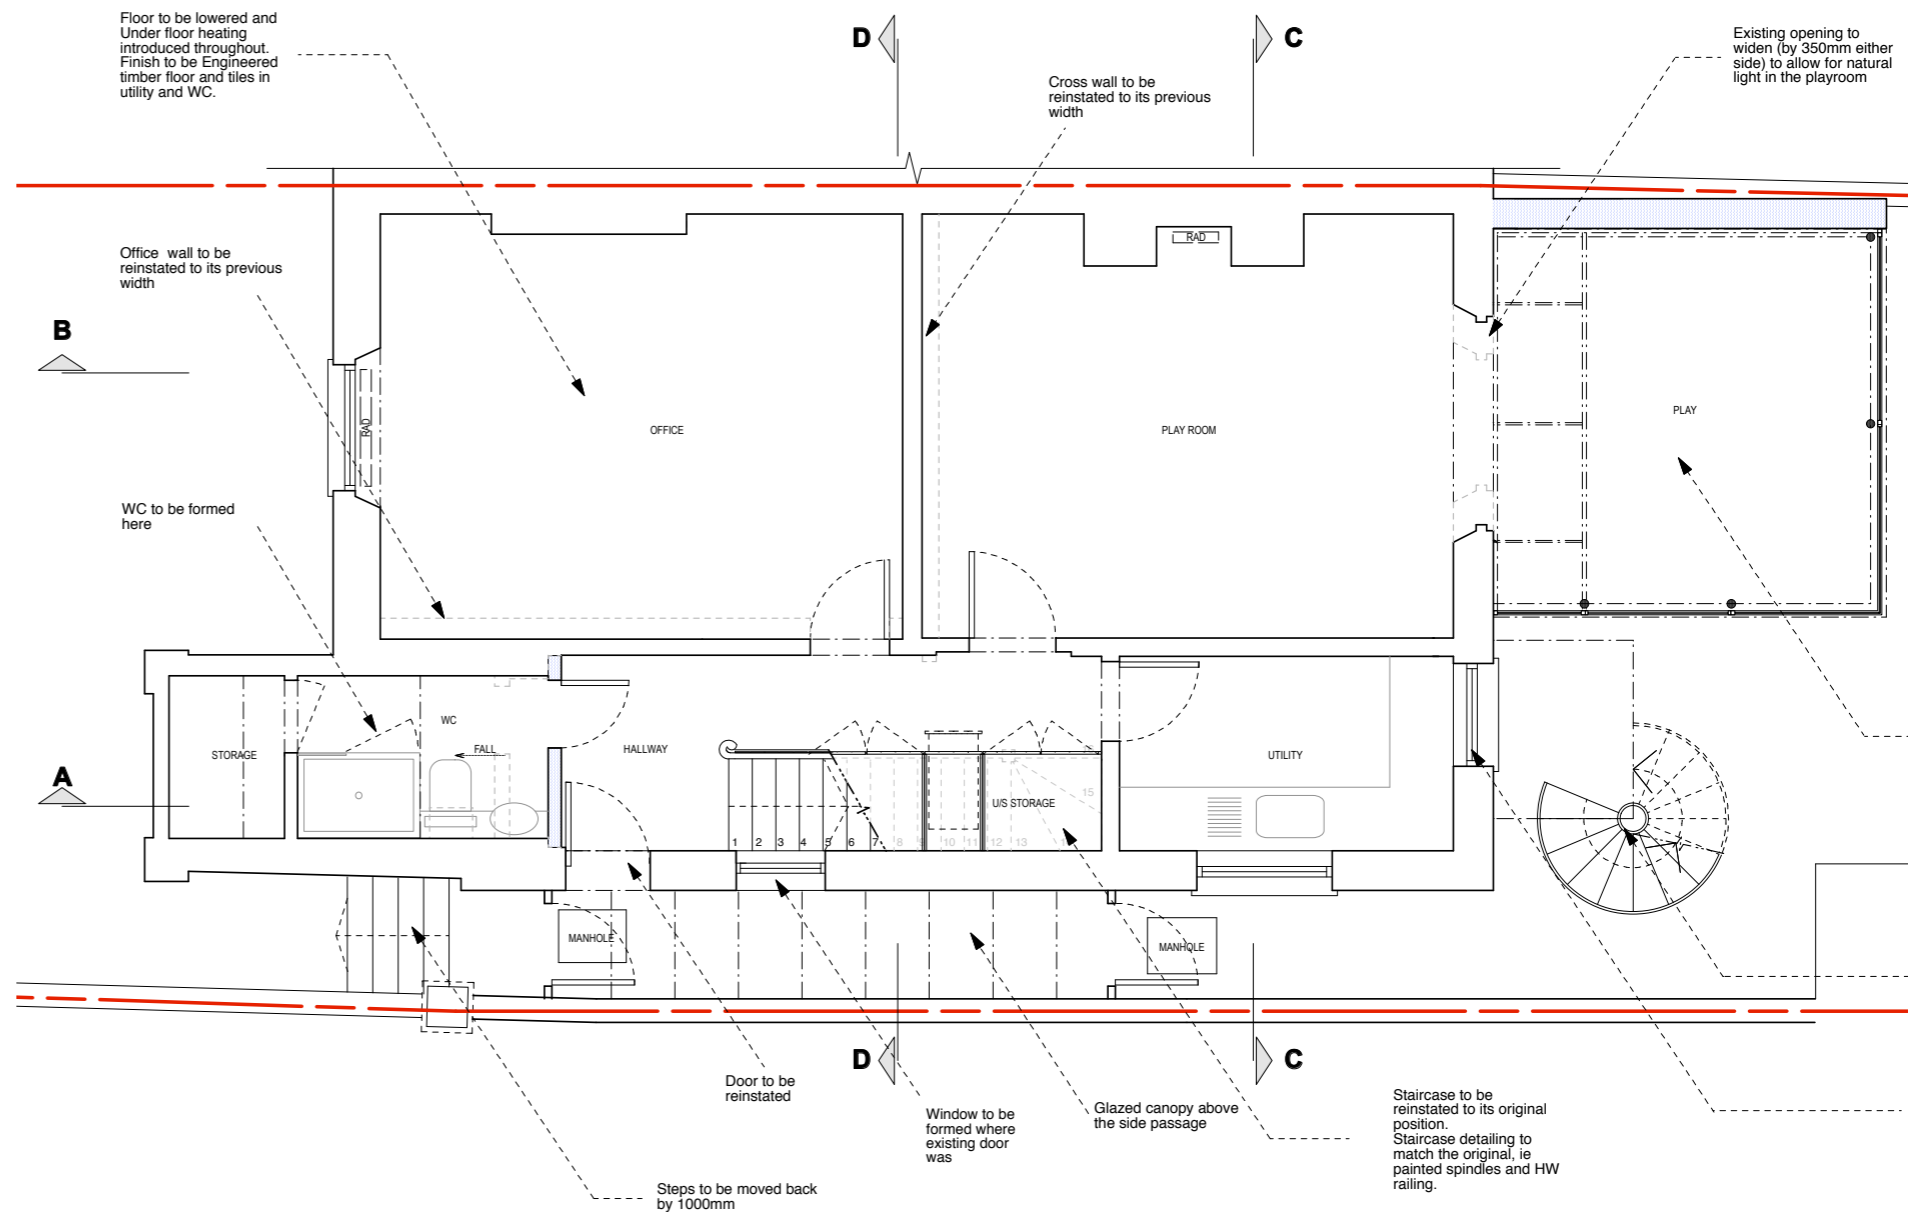 Floor to be lowered and
Under floor heating
introduced throughout.
Finish to be Engineered
timber floor and tiles in
utility and WC.
D
C
Existing opening to
widen (by 350mm either
side) to allow for natural
light in the playroom
Cross wall to be
reinstated to its previous
width
Office wall to be
reinstated to its previous
width
RAD
B
RAD
OFFICE
PLAY ROOM
PLAY
WC to be formed
here
WC
STORAGE
FALL
HALLWAY
UTILITY
A
U/S STORAGE
15
1 2 3 4 5 6 7 8 9 10 11 12 13
MANHOLE
MANHOLE
D
C
Door to be
reinstated
Window to be
formed where
existing door
was
Glazed canopy above
the side passage
Staircase to be
reinstated to its original
position.
Staircase detailing to
match the original, ie
painted spindles and HW
railing.
Steps to be moved back
by 1000mm